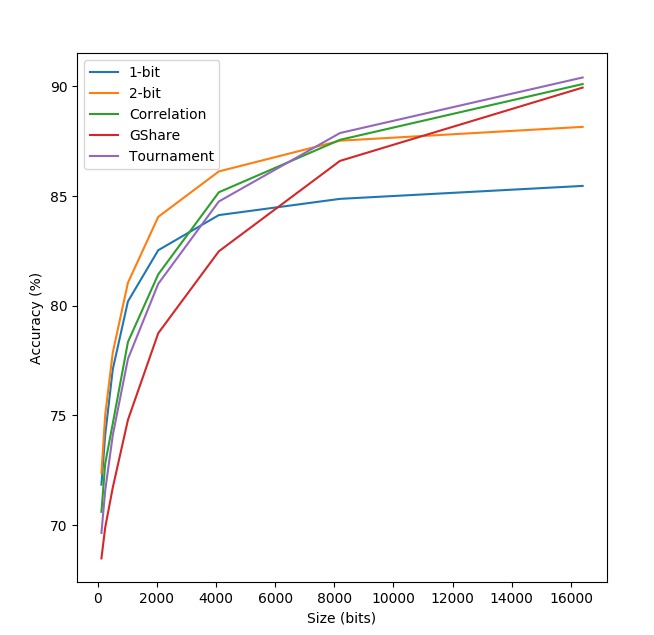 1-bit
2-bit
Correlation
GShare
Tournament
90
85
80
75
70
Accuracy (%)
0 2000 4000 6000 8000 10000 12000 14000 16000
Size (bits)